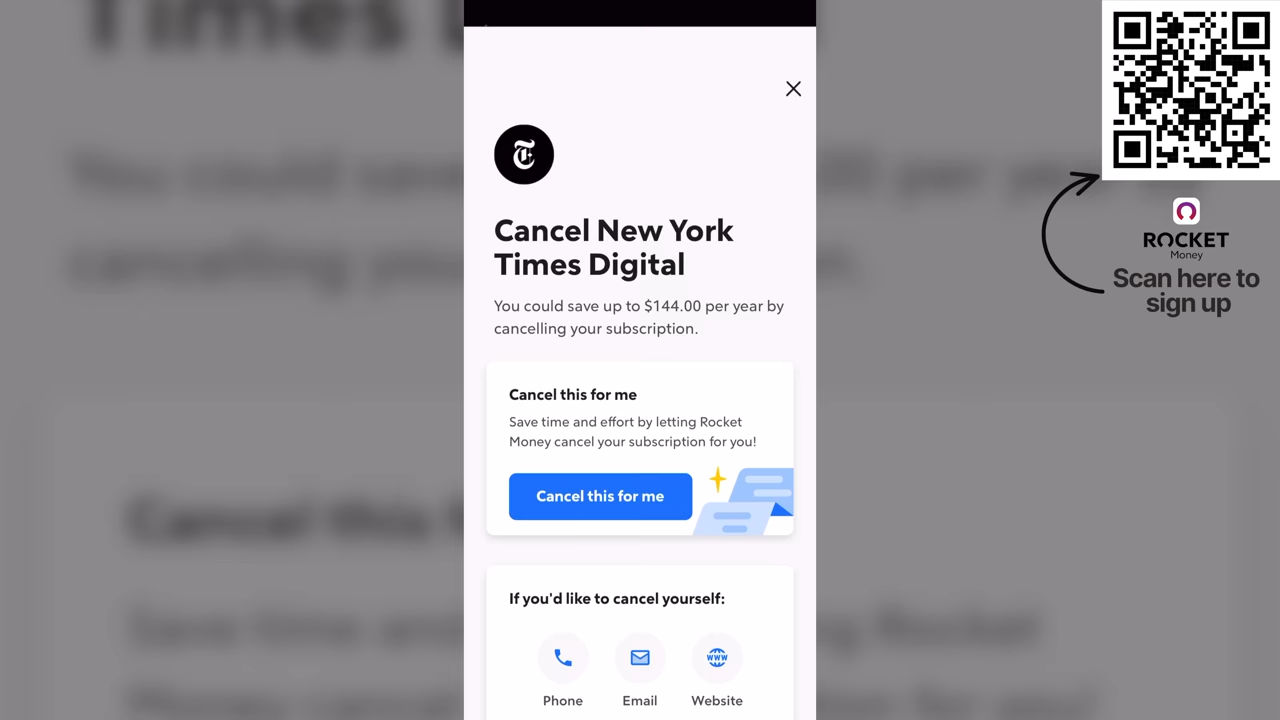 Cancel New York
Times Digital
You could save up to $144.00 per year by
cancelling your subscription.
Cancel this for me
Save time and effort by letting Rocket
Money cancel your subscription for you!
Cancel this for me
If you'd like to cancel yourself:
Phone
Email
Website
ROCKET
Money
Scan here to
sign up